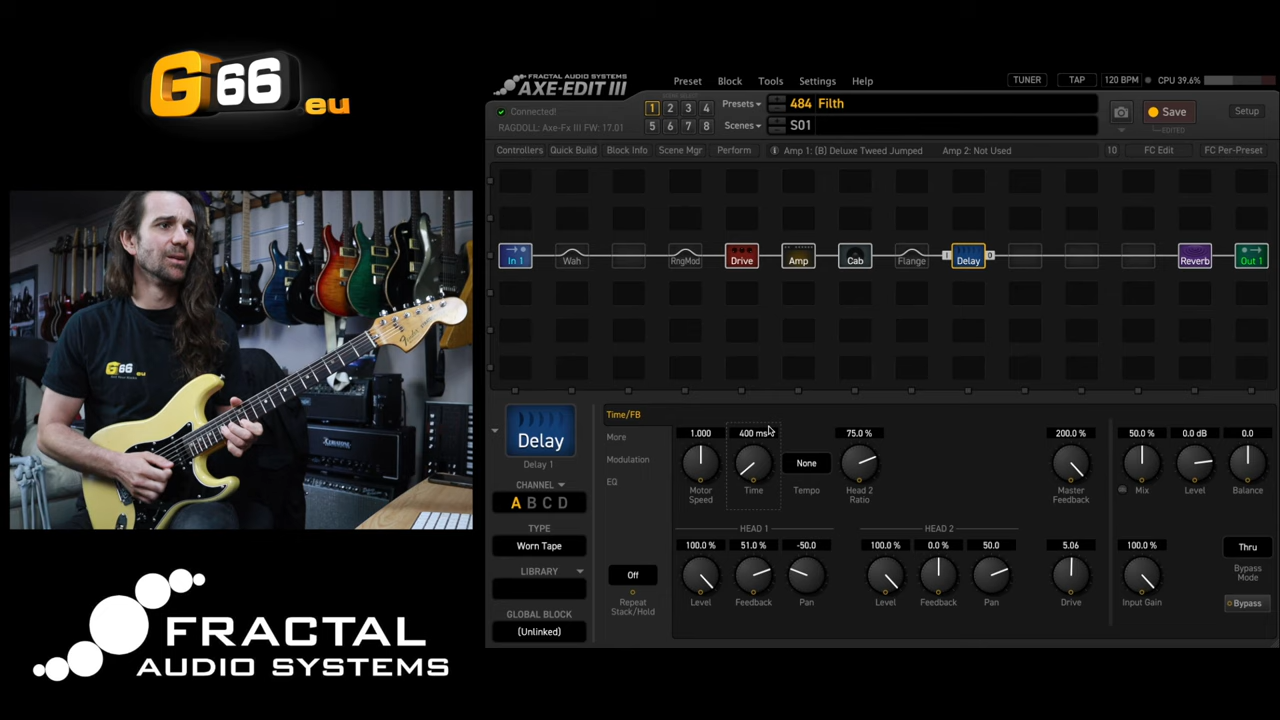 G66
.eu
FRACTAL AUDIO SYSTEMS
AXE-EDIT III
Preset Block Tools Settings Help
TUNER TAP 120 BPM CPU 39.6%
Connected!
RAGDOLL: Axe-Fx III FW: 17.01
1 2 3 4
5 6 7 8
Presets 484 Filth
Scenes S01
Save
EDITED
Setup
Controllers Quick Build Block Info Scene Mgr Perform
Amp 1: (B) Deluxe Tweed Jumped Amp 2: Not Used
10 FC Edit FC Per-Preset
In 1 Wah RngMod Drive Amp Cab Flange I Delay O Reverb Out 1
Delay
Delay 1
CHANNEL
A B C D
TYPE
Worn Tape
LIBRARY
GLOBAL BLOCK
(Unlinked)
Time/FB
More
Modulation
EQ
Off
Repeat
Stack/Hold
1.000 400 ms 75.0 % 200.0 % 50.0 % 0.0 dB 0.0
None
Motor Speed Time Tempo Head 2 Ratio Master Feedback Mix Level Balance
HEAD 1 HEAD 2
100.0 % 51.0 % -50.0 100.0 % 0.0 % 50.0 5.06 100.0 %
Level Feedback Pan Level Feedback Pan Drive Input Gain
Thru
Bypass
Mode
Bypass
G66.eu
Fender
FRACTAL
AUDIO SYSTEMS